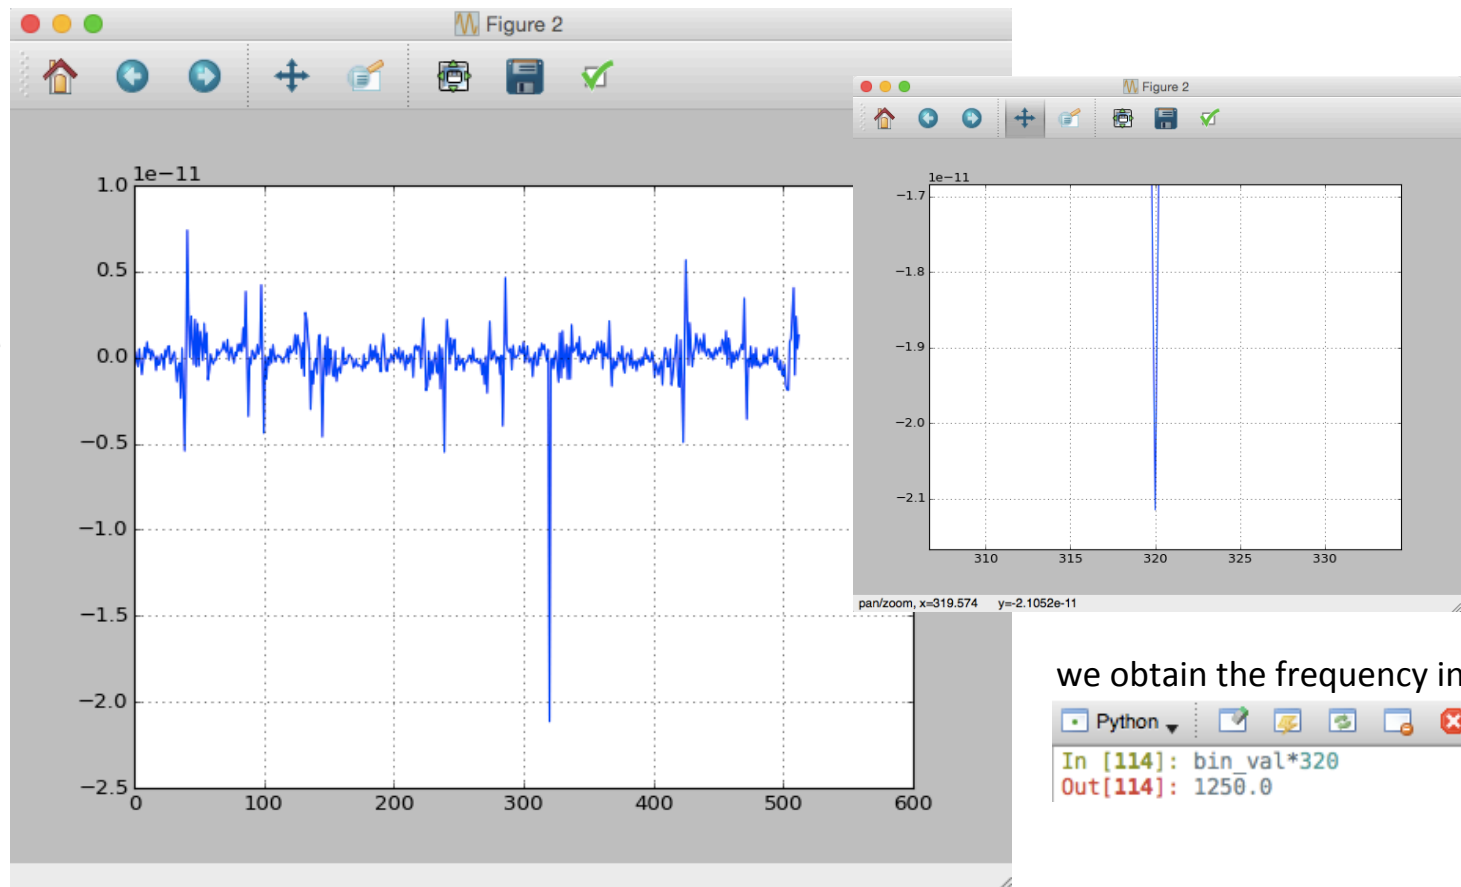 Figure 2
1e−11
1.0
0.5
0.0
−0.5
−1.0
−1.5
−2.0
−2.5
0 100 200 300 400 500 600
Figure 2
1e−11
−1.7
−1.8
−1.9
−2.0
−2.1
310 315 320 325 330
pan/zoom, x=319.574 y=-2.1052e-11
we obtain the frequency in
Python
In [114]: bin_val*320
Out[114]: 1250.0